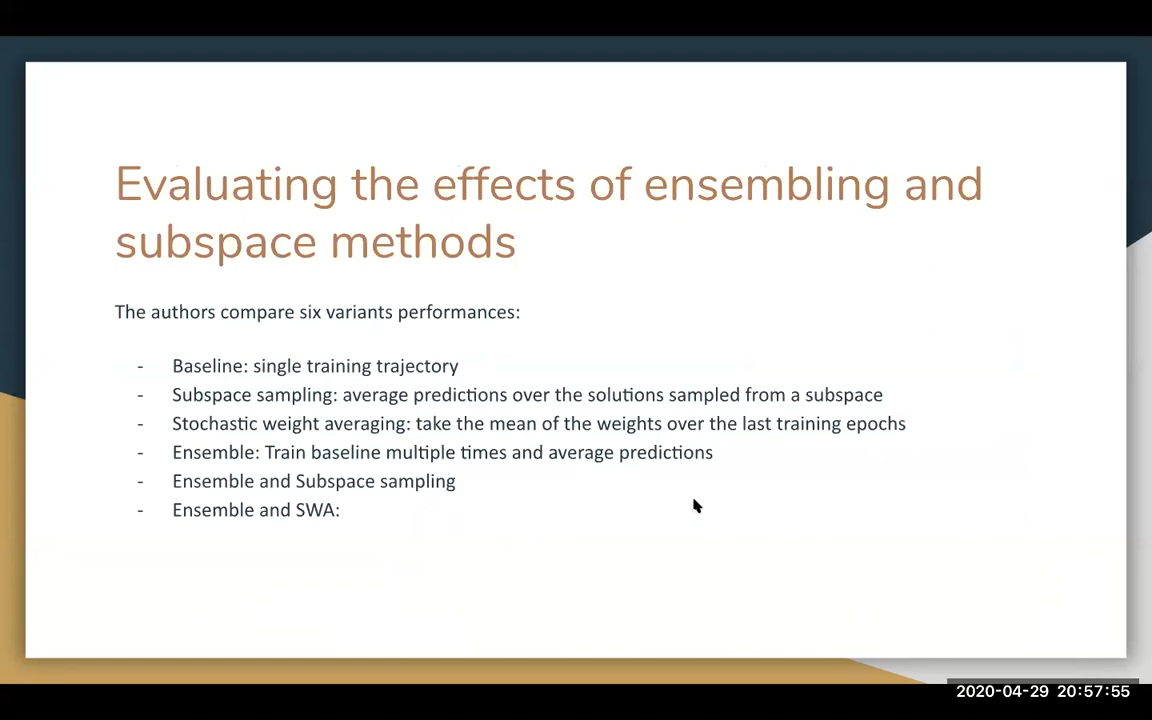 Evaluating the effects of ensembling and
subspace methods
The authors compare six variants performances:
- Baseline: single training trajectory
- Subspace sampling: average predictions over the solutions sampled from a subspace
- Stochastic weight averaging: take the mean of the weights over the last training epochs
- Ensemble: Train baseline multiple times and average predictions
- Ensemble and Subspace sampling
- Ensemble and SWA:
2020-04-29 20:57:55